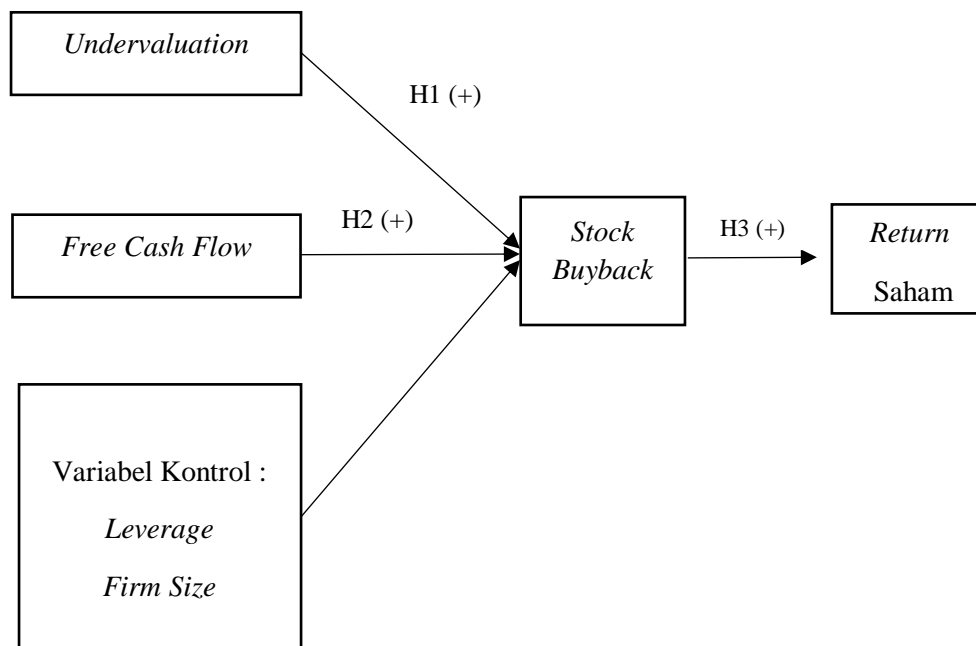 Undervaluation
H1 (+)
Free Cash Flow
H2 (+)
Stock
Buyback
H3 (+)
Return
Saham
Variabel Kontrol :
Leverage
Firm Size